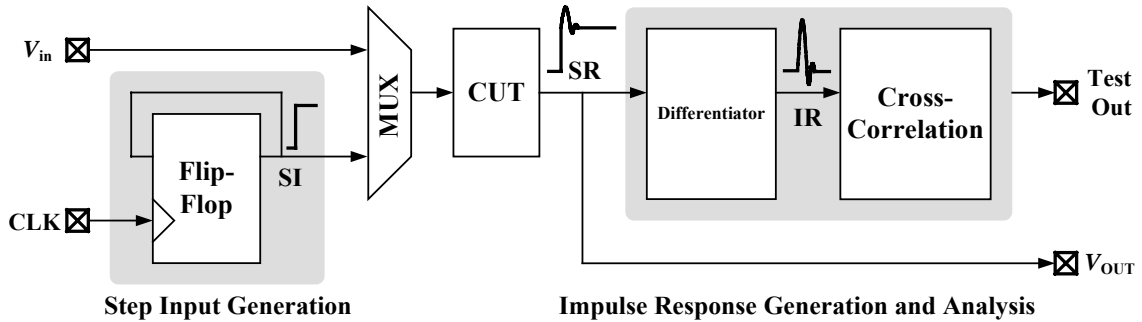 V_in
CLK
Flip-
Flop
SI
Step Input Generation
MUX
CUT
SR
Differentiator
IR
Cross-
Correlation
Test
Out
V_OUT
Impulse Response Generation and Analysis